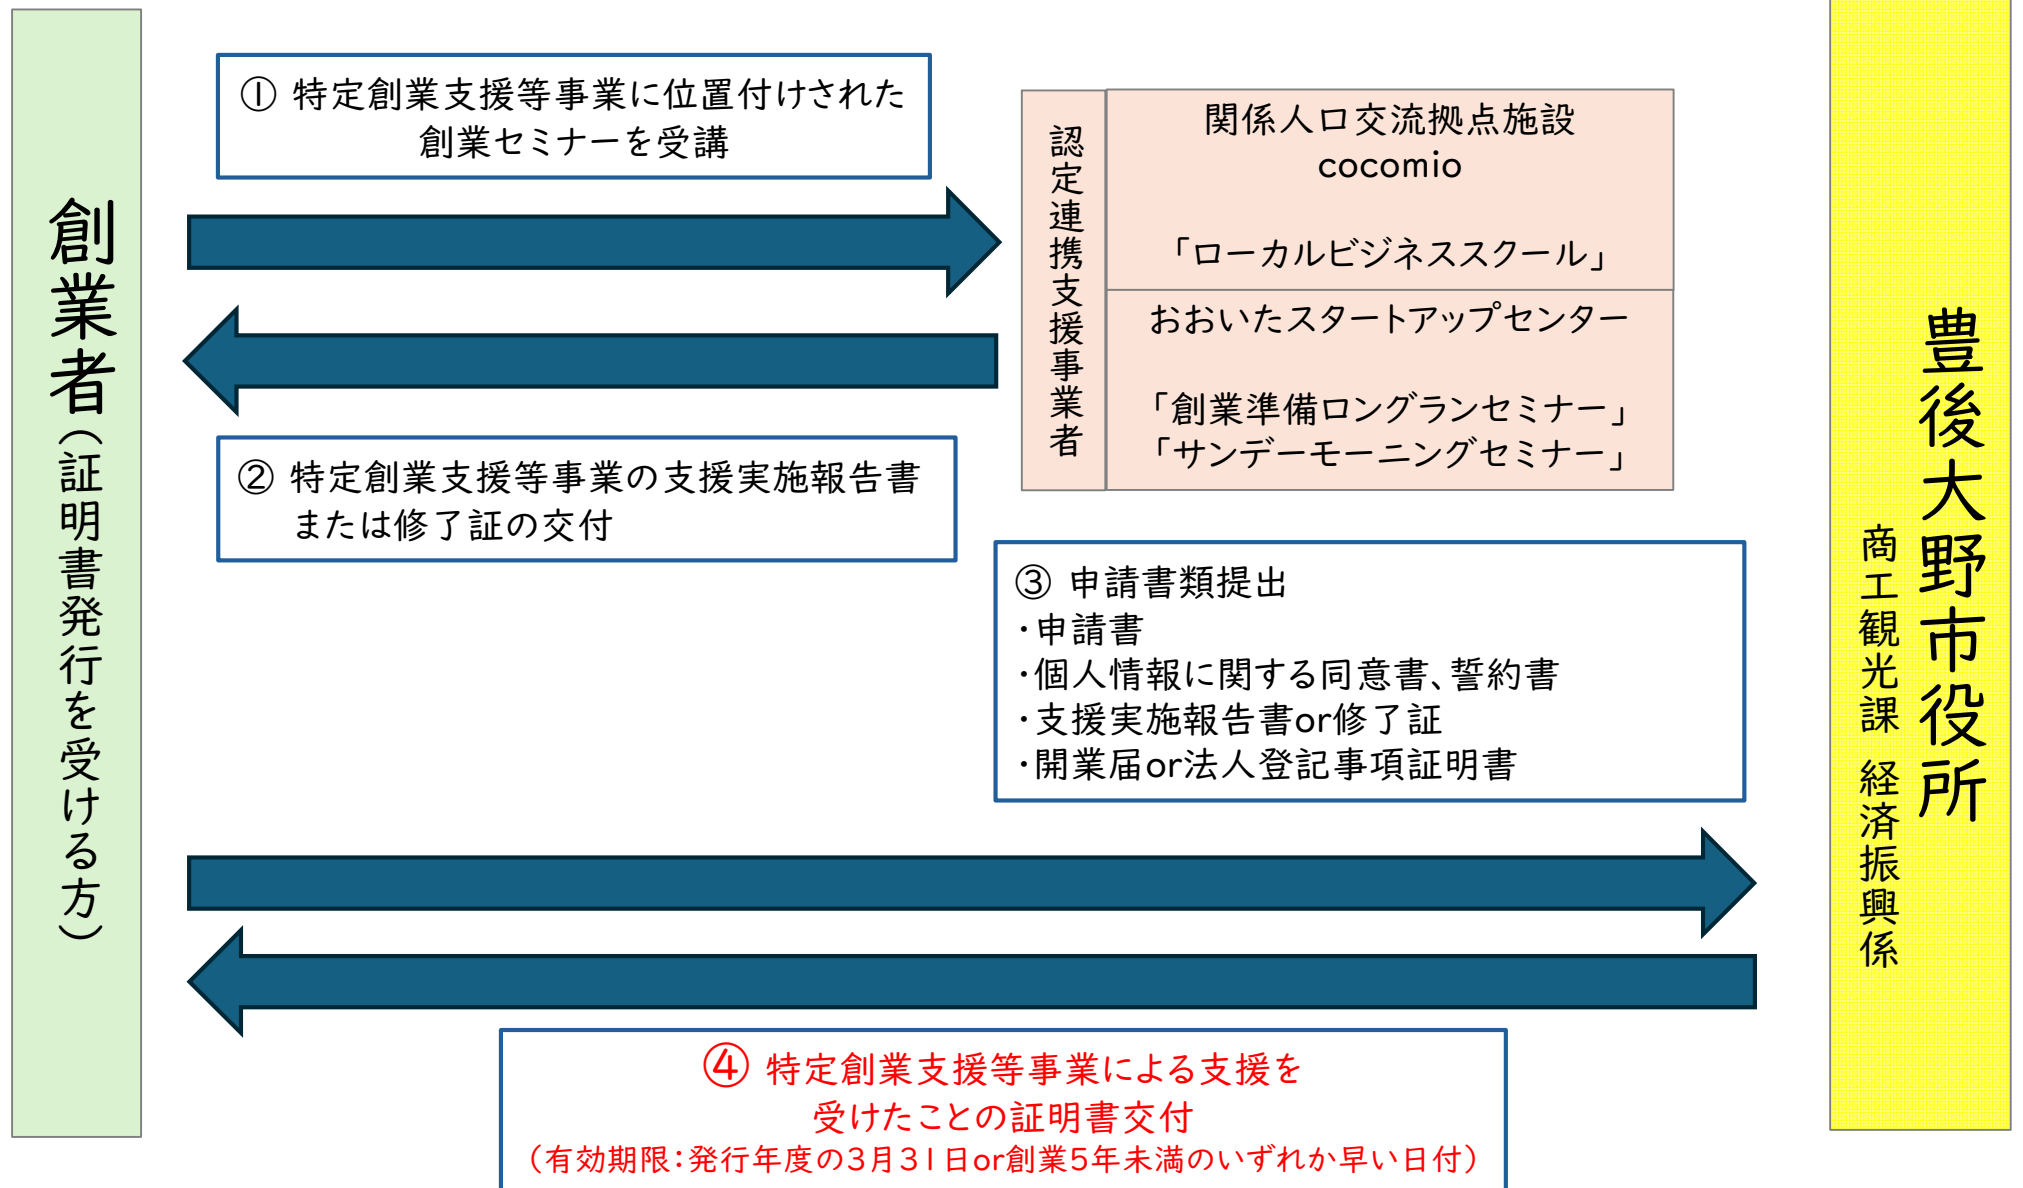 創業者（証明書発行を受ける方）
① 特定創業支援等事業に位置付けされた
創業セミナーを受講
② 特定創業支援等事業の支援実施報告書
または修了証の交付
認定連携支援事業者
関係人口交流拠点施設
cocomio
「ローカルビジネススクール」
おおいたスタートアップセンター
「創業準備ロングランセミナー」
「サンデーモーニングセミナー」
③ 申請書類提出
・申請書
・個人情報に関する同意書、誓約書
・支援実施報告書or修了証
・開業届or法人登記事項証明書
④ 特定創業支援等事業による支援を
受けたことの証明書交付
（有効期限：発行年度の3月31日or創業5年未満のいずれか早い日付）
豊後大野市役所
商工観光課 経済振興係